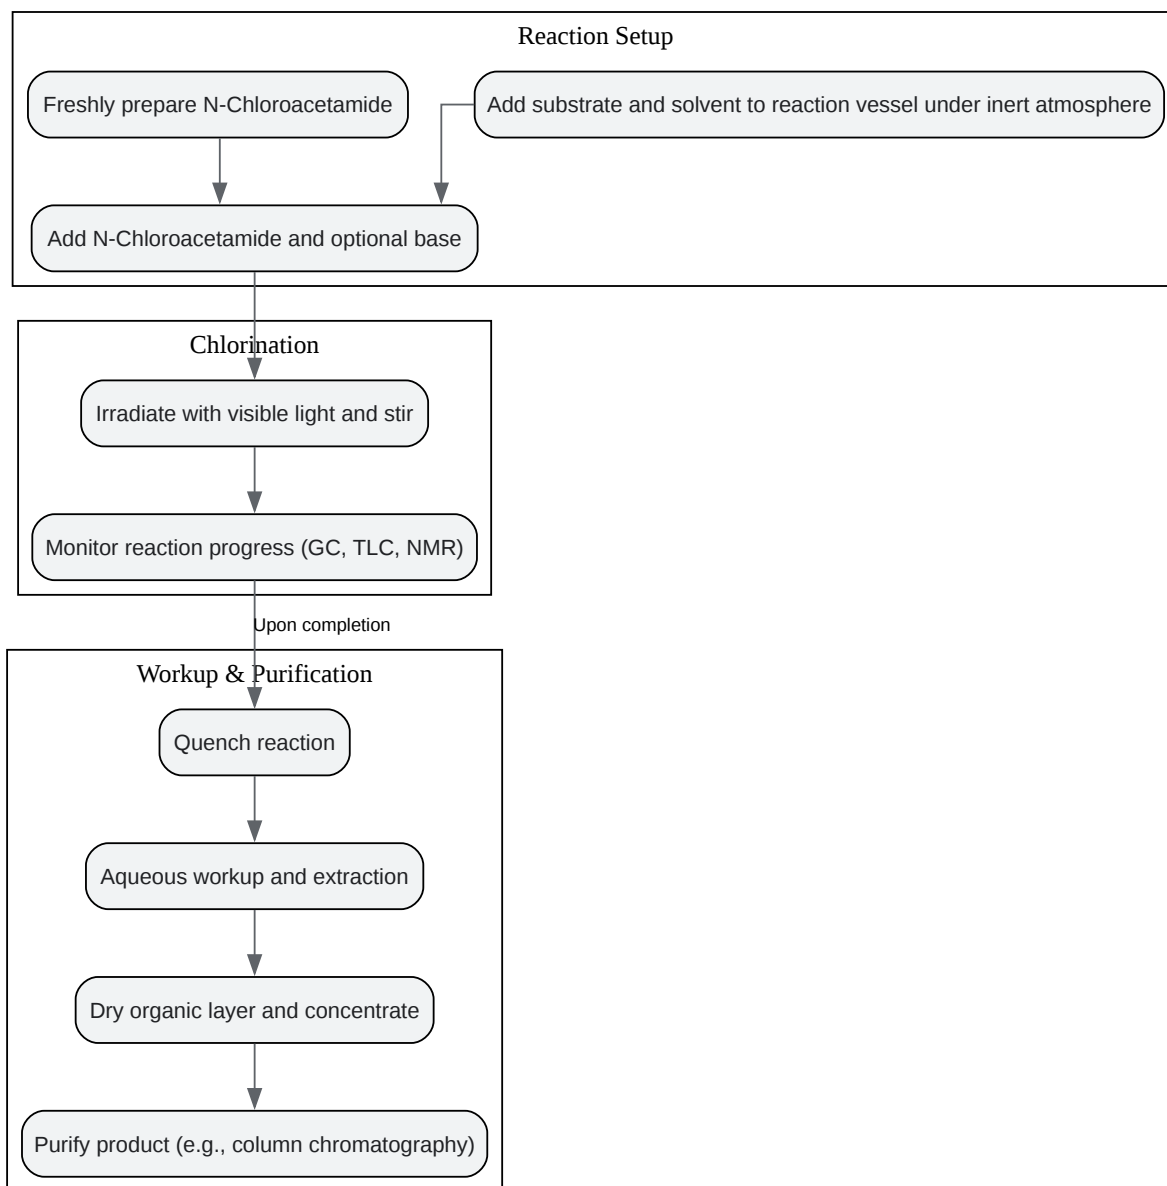 Reaction Setup
Freshly prepare N-Chloroacetamide
Add substrate and solvent to reaction vessel under inert atmosphere
Add N-Chloroacetamide and optional base
Chlorination
Irradiate with visible light and stir
Monitor reaction progress (GC, TLC, NMR)
Upon completion
Workup & Purification
Quench reaction
Aqueous workup and extraction
Dry organic layer and concentrate
Purify product (e.g., column chromatography)